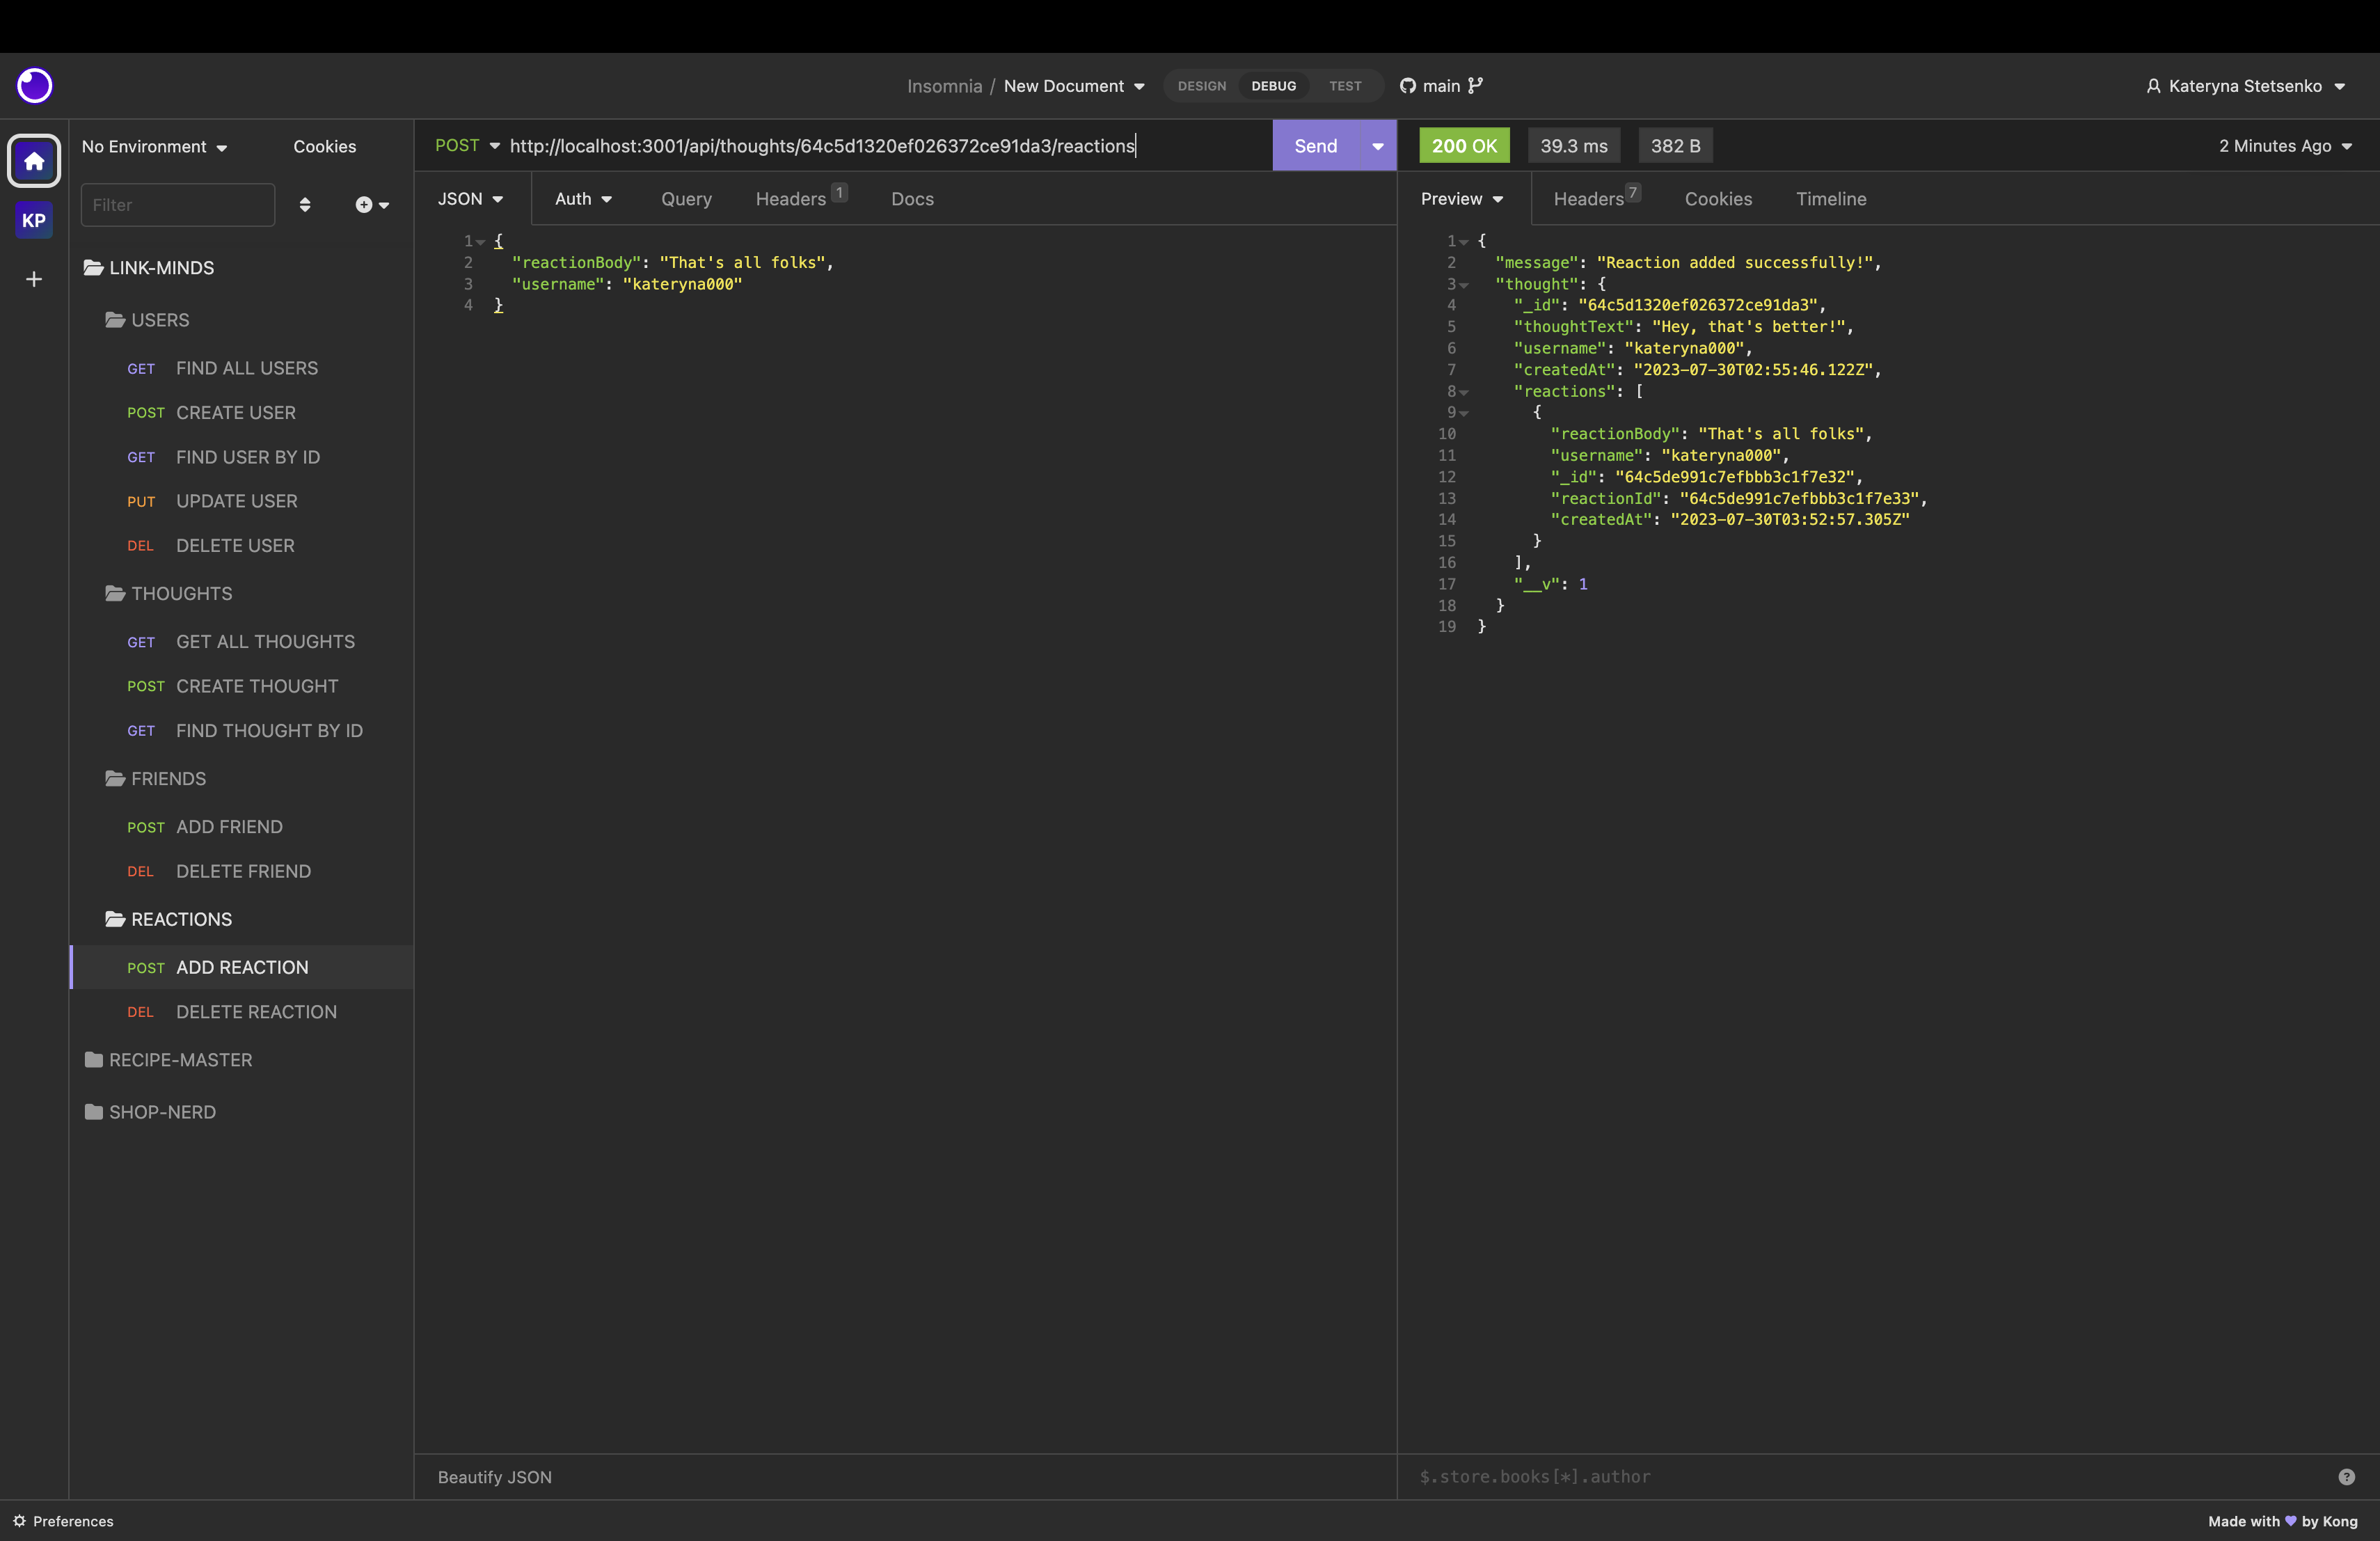 Insomnia / New Document
DESIGN DEBUG TEST
main
Kateryna Stetsenko
No Environment
Cookies
Filter
KP
LINK-MINDS
USERS
GET FIND ALL USERS
POST CREATE USER
GET FIND USER BY ID
PUT UPDATE USER
DEL DELETE USER
THOUGHTS
GET GET ALL THOUGHTS
POST CREATE THOUGHT
GET FIND THOUGHT BY ID
FRIENDS
POST ADD FRIEND
DEL DELETE FRIEND
REACTIONS
POST ADD REACTION
DEL DELETE REACTION
RECIPE-MASTER
SHOP-NERD
POST http://localhost:3001/api/thoughts/64c5d1320ef026372ce91da3/reactions
Send
JSON Auth Query Headers 1 Docs
1 {
2 "reactionBody": "That's all folks",
3 "username": "kateryna000"
4 }
Beautify JSON
200 OK 39.3 ms 382 B
2 Minutes Ago
Preview Headers 7 Cookies Timeline
1 {
2 "message": "Reaction added successfully!",
3 "thought": {
4 "_id": "64c5d1320ef026372ce91da3",
5 "thoughtText": "Hey, that's better!",
6 "username": "kateryna000",
7 "createdAt": "2023-07-30T02:55:46.122Z",
8 "reactions": [
9 {
10 "reactionBody": "That's all folks",
11 "username": "kateryna000",
12 "_id": "64c5de991c7efbbb3c1f7e32",
13 "reactionId": "64c5de991c7efbbb3c1f7e33",
14 "createdAt": "2023-07-30T03:52:57.305Z"
15 }
16 ],
17 "__v": 1
18 }
19 }
$.store.books[*].author
Preferences
Made with 💜 by Kong